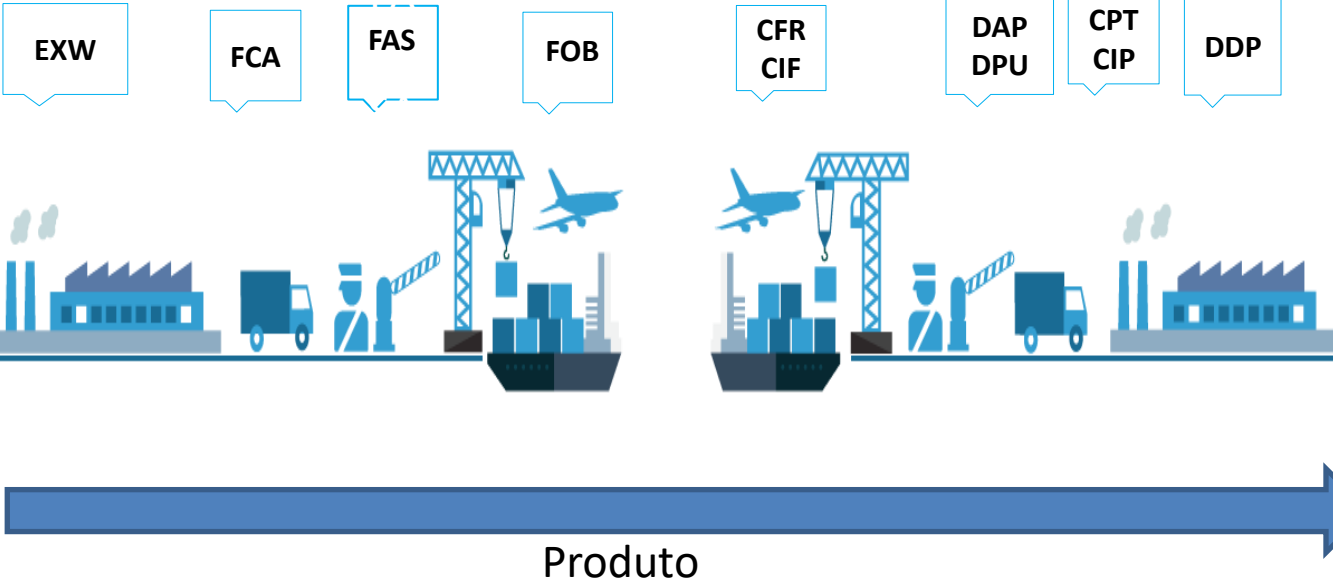 EXW
FCA
FAS
FOB
CFR
CIF
DAP
DPU
CPT
CIP
DDP
Produto